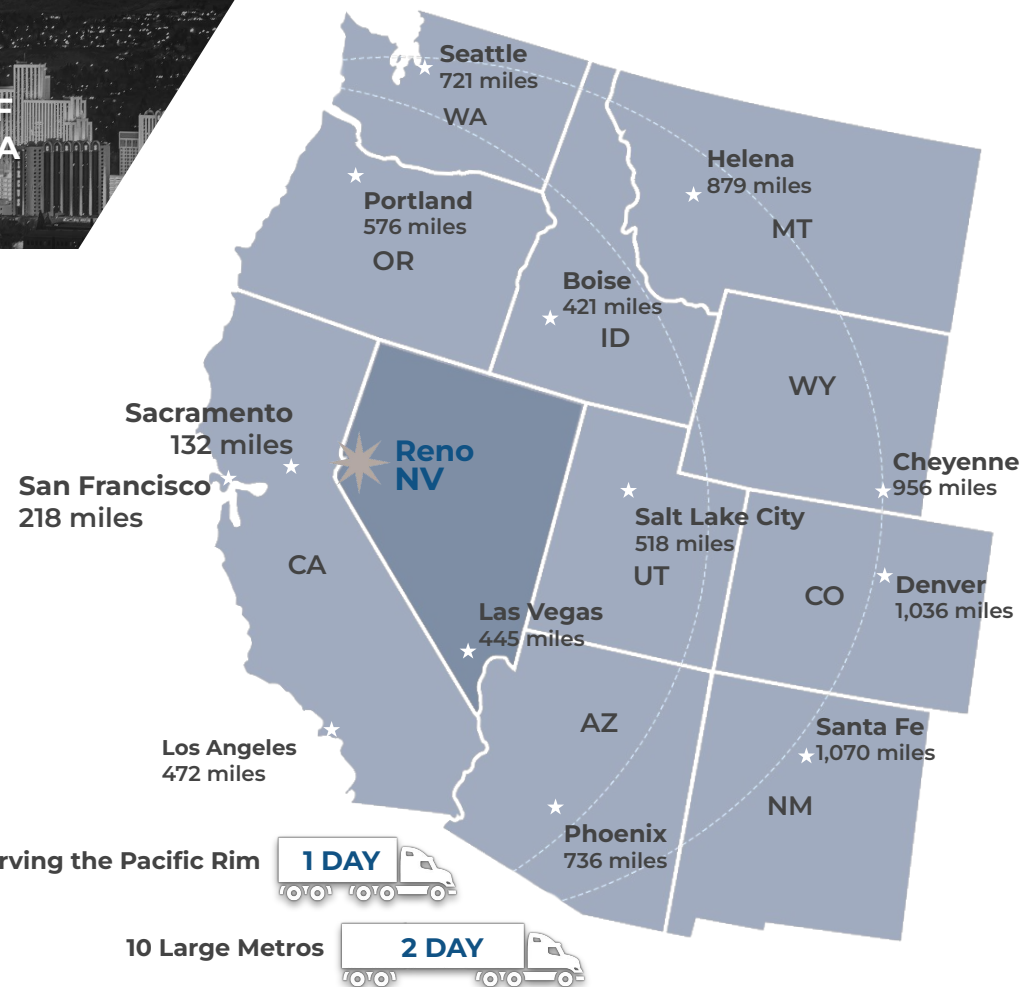 Seattle
721 miles
WA
Helena
879 miles
MT
Portland
576 miles
OR
Boise
421 miles
ID
WY
Sacramento
132 miles
Reno
NV
San Francisco
218 miles
Cheyenne
956 miles
Salt Lake City
518 miles
UT
CA
CO
Denver
1,036 miles
Las Vegas
445 miles
AZ
Santa Fe
1,070 miles
NM
Los Angeles
472 miles
Phoenix
736 miles
the Pacific Rim
1 DAY
10 Large Metros
2 DAY